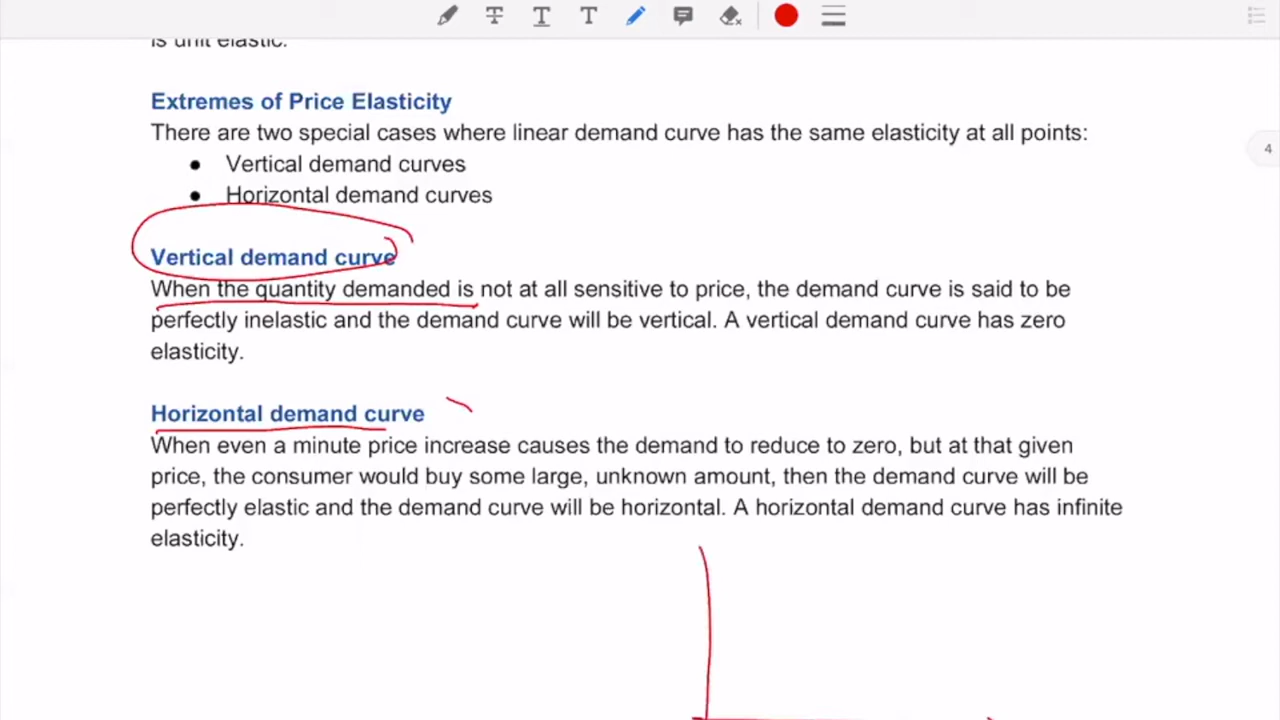 is unit elastic.
Extremes of Price Elasticity
There are two special cases where linear demand curve has the same elasticity at all points:
● Vertical demand curves
● Horizontal demand curves
Vertical demand curve
When the quantity demanded is not at all sensitive to price, the demand curve is said to be
perfectly inelastic and the demand curve will be vertical. A vertical demand curve has zero
elasticity.
Horizontal demand curve
When even a minute price increase causes the demand to reduce to zero, but at that given
price, the consumer would buy some large, unknown amount, then the demand curve will be
perfectly elastic and the demand curve will be horizontal. A horizontal demand curve has infinite
elasticity.
4